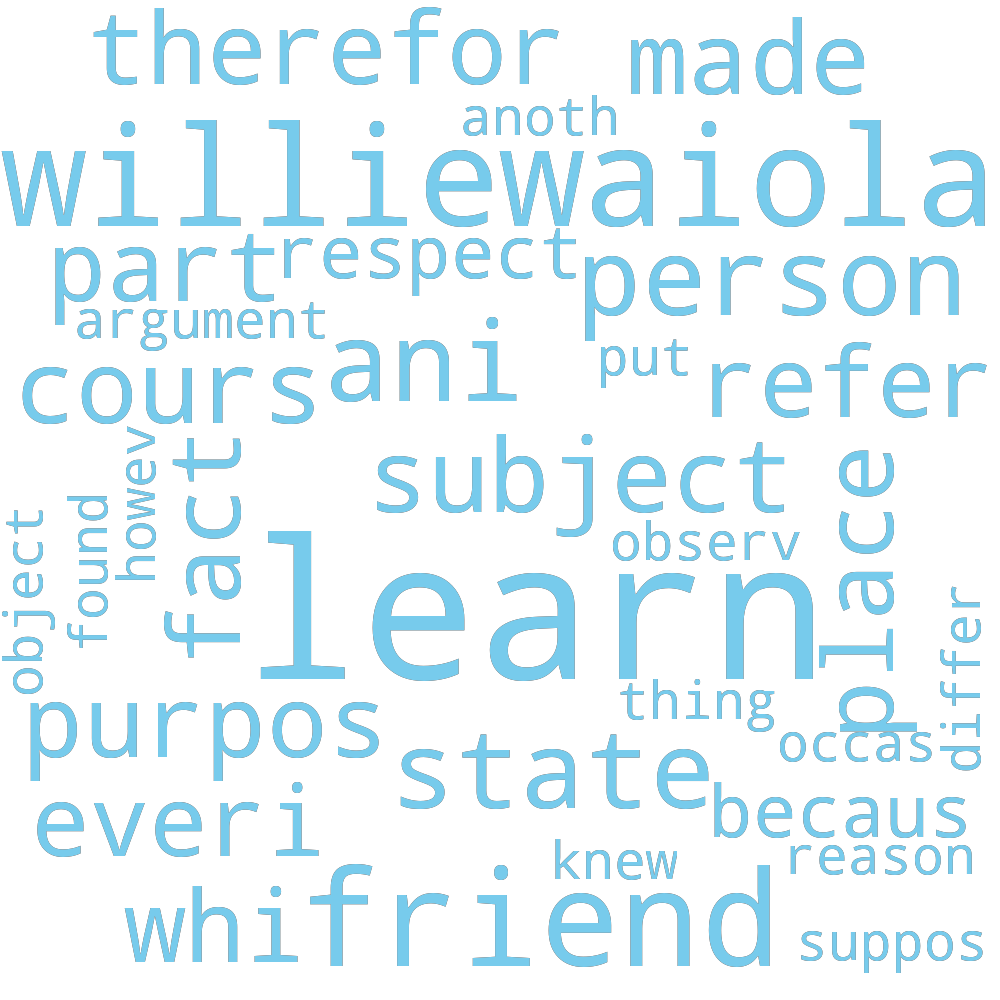 therefor made
anoth
williewaiola
part respect person
argument
cours ani put refer
howev fact subject place
object found observ
learn
differ
purpos thing
state occas
everi becaus
knew reason
whi friend suppos